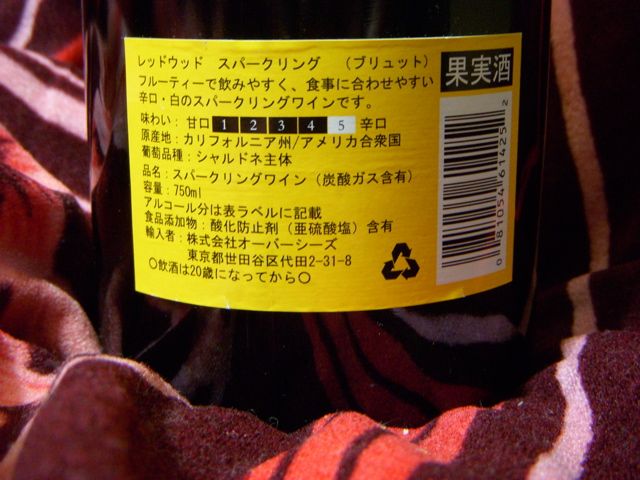 レッドウッド スパークリング （ブリュット）
果実酒
フルーティーで飲みやすく、食事に合わせやすい
辛口・白のスパークリングワインです。
味わい：甘口 1 2 3 4 5 辛口
原産地：カリフォルニア州/アメリカ合衆国
葡萄品種：シャルドネ主体
品名：スパークリングワイン（炭酸ガス含有）
容量：750ml
アルコール分は表ラベルに記載
食品添加物：酸化防止剤（亜硫酸塩）含有
輸入者：株式会社オーバーシーズ
東京都世田谷区代田2-31-8
〇飲酒は20歳になってから〇
0 81054 61425 2